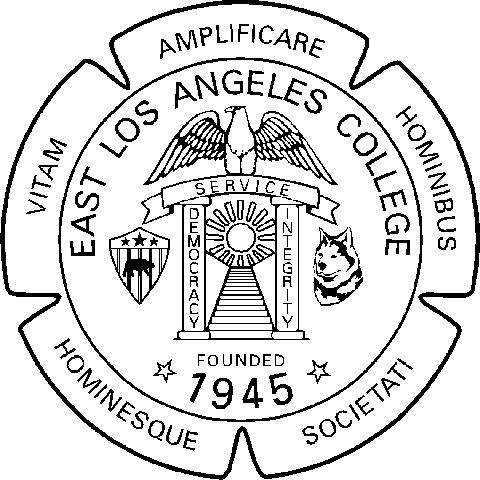 VITAM
AMPLIFICARE
HOMINIBUS
HOMINESQUE
SOCIETATI
EAST LOS ANGELES COLLEGE
SERVICE
DEMOCRACY
INTEGRITY
FOUNDED
1945